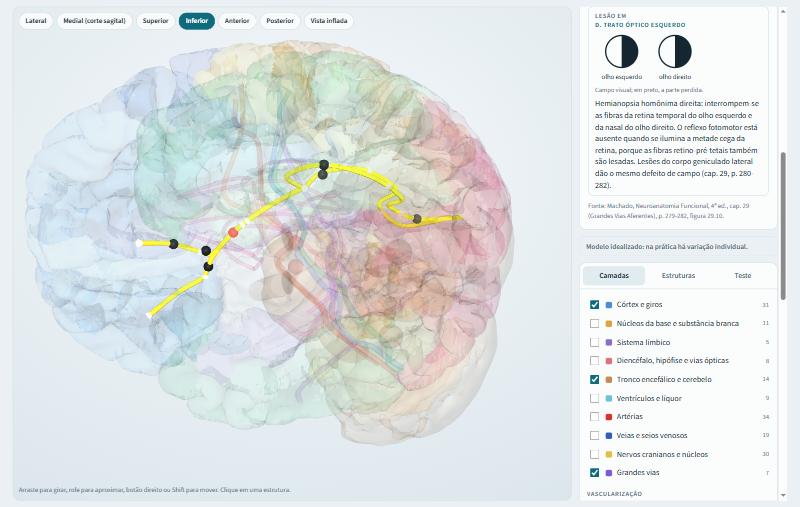 Lateral
Medial (corte sagital)
Superior
Inferior
Anterior
Posterior
Vista inflada
LESÃO EM
D. TRATO ÓPTICO ESQUERDO
olho esquerdo
olho direito
Campo visual; em preto, a parte perdida.
Hemianopsia homônima direita: interrompem-se
as fibras da retina temporal do olho esquerdo e
da nasal do olho direito. O reflexo fotomotor está
ausente quando se ilumina a metade cega da
retina, porque as fibras retino-pré-tetais também
são lesadas. Lesões do corpo geniculado lateral
dão o mesmo defeito de campo (cap. 29, p. 280-
282).
Fonte: Machado, Neuroanatomia Funcional, 4ª ed., cap. 29
(Grandes Vias Aferentes), p. 279-282, figura 29.10.
Modelo idealizado: na prática há variação individual.
Camadas
Estruturas
Teste
Córtex e giros 31
Núcleos da base e substância branca 11
Sistema límbico 5
Diencéfalo, hipófise e vias ópticas 8
Tronco encefálico e cerebelo 14
Ventrículos e líquor 9
Artérias 34
Veias e seios venosos 19
Nervos cranianos e núcleos 30
Grandes vias 7
VASCULARIZAÇÃO
Arraste para girar, role para aproximar, botão direito ou Shift para mover. Clique em uma estrutura.